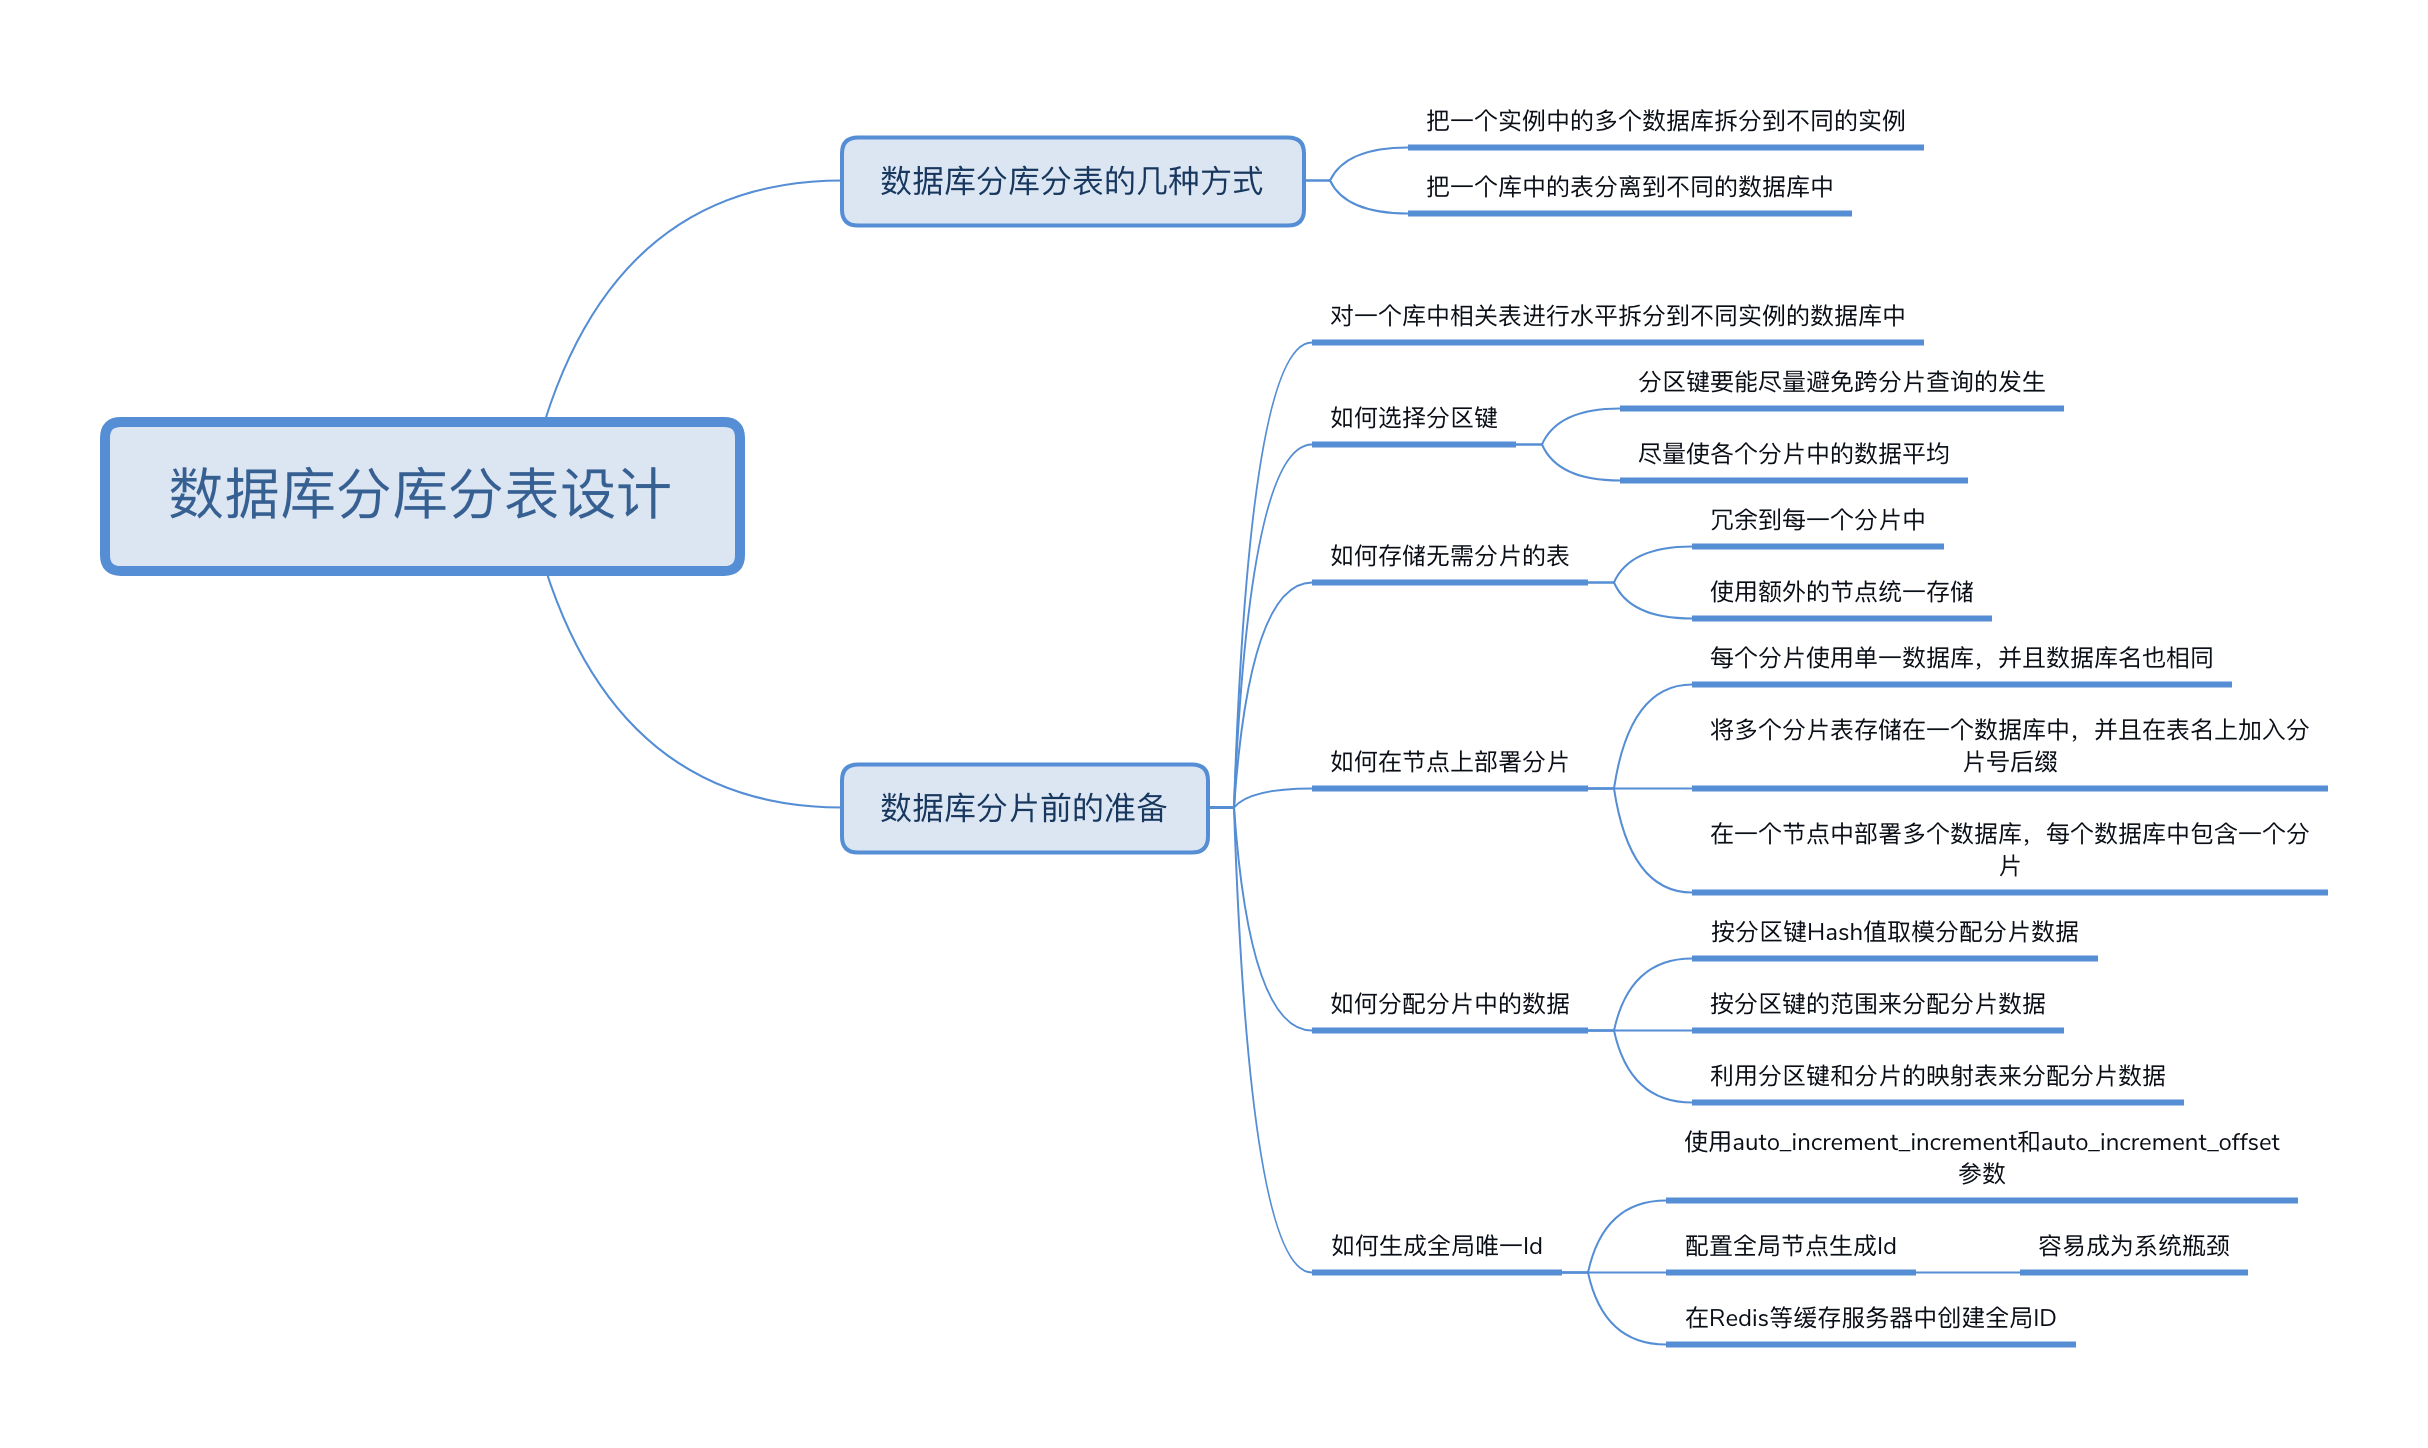 数据库分库分表设计
数据库分库分表的几种方式
把一个实例中的多个数据库拆分到不同的实例
把一个库中的表分离到不同的数据库中
数据库分片前的准备
对一个库中相关表进行水平拆分到不同实例的数据库中
如何选择分区键
分区键要能尽量避免跨分片查询的发生
尽量使各个分片中的数据平均
如何存储无需分片的表
冗余到每一个分片中
使用额外的节点统一存储
如何在节点上部署分片
每个分片使用单一数据库，并且数据库名也相同
将多个分片表存储在一个数据库中，并且在表名上加入分
片号后缀
在一个节点中部署多个数据库，每个数据库中包含一个分
片
如何分配分片中的数据
按分区键Hash值取模分配分片数据
按分区键的范围来分配分片数据
利用分区键和分片的映射表来分配分片数据
如何生成全局唯一Id
使用auto_increment_increment和auto_increment_offset
参数
配置全局节点生成Id
容易成为系统瓶颈
在Redis等缓存服务器中创建全局ID